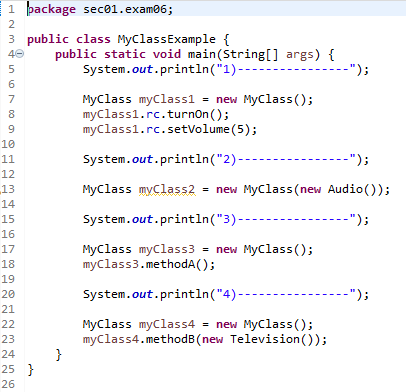 1 package sec01.exam06;
2
3 public class MyClassExample {
4 public static void main(String[] args) {
5 System.out.println("1)----------------");
6
7 MyClass myClass1 = new MyClass();
8 myClass1.rc.turnOn();
9 myClass1.rc.setVolume(5);
10
11 System.out.println("2)----------------");
12
13 MyClass myClass2 = new MyClass(new Audio());
14
15 System.out.println("3)----------------");
16
17 MyClass myClass3 = new MyClass();
18 myClass3.methodA();
19
20 System.out.println("4)----------------");
21
22 MyClass myClass4 = new MyClass();
23 myClass4.methodB(new Television());
24 }
25 }
26